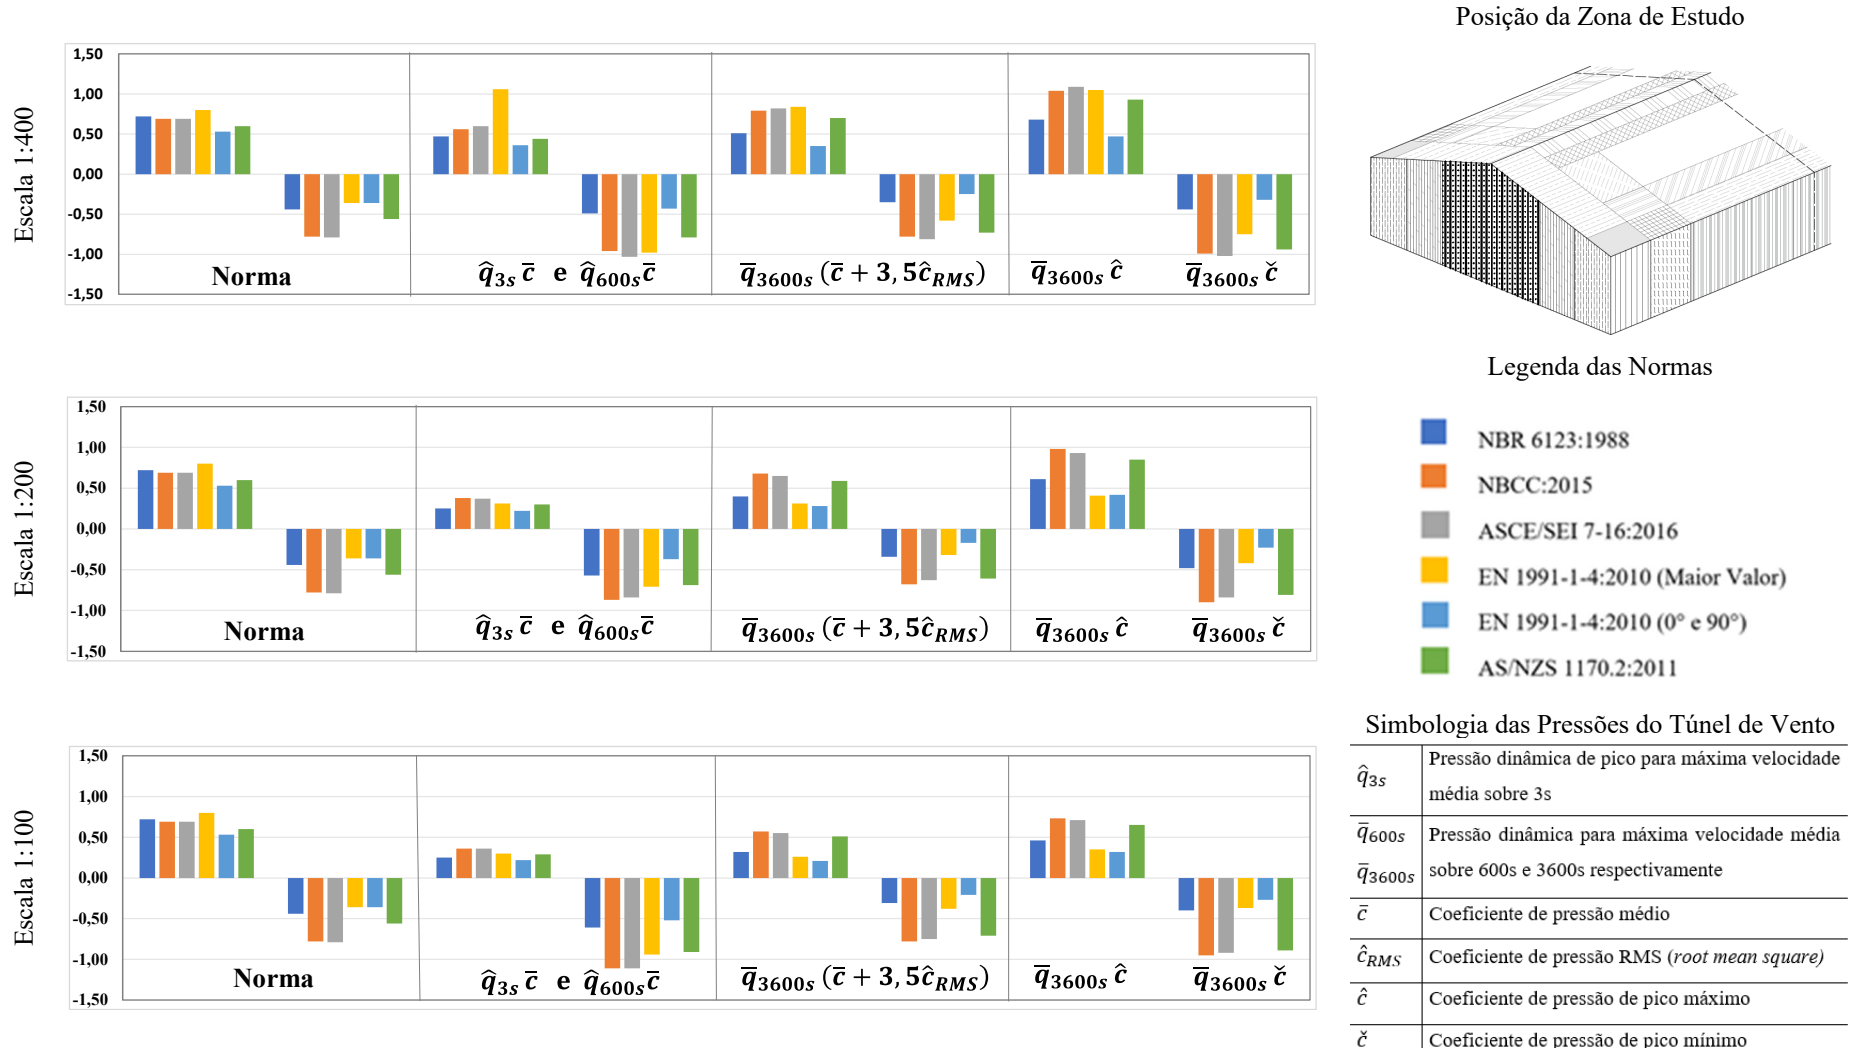 Posição da Zona de Estudo
Escala 1:400
1,50
1,00
0,50
0,00
-0,50
-1,00
-1,50
Norma
q̂3s c̄ e q̂600s c̄
q̄3600s (c̄ + 3,5ĉRMS)
q̄3600s ĉ
q̄3600s č
Legenda das Normas
NBR 6123:1988
NBCC:2015
ASCE/SEI 7-16:2016
EN 1991-1-4:2010 (Maior Valor)
EN 1991-1-4:2010 (0° e 90°)
AS/NZS 1170.2:2011
Escala 1:200
1,50
1,00
0,50
0,00
-0,50
-1,00
-1,50
Norma
q̂3s c̄ e q̂600s c̄
q̄3600s (c̄ + 3,5ĉRMS)
q̄3600s ĉ
q̄3600s č
Escala 1:100
1,50
1,00
0,50
0,00
-0,50
-1,00
-1,50
Norma
q̂3s c̄ e q̂600s c̄
q̄3600s (c̄ + 3,5ĉRMS)
q̄3600s ĉ
q̄3600s č
Simbologia das Pressões do Túnel de Vento
q̂3s
Pressão dinâmica de pico para máxima velocidade
média sobre 3s
q̄600s
Pressão dinâmica para máxima velocidade média
q̄3600s
sobre 600s e 3600s respectivamente
c̄ Coeficiente de pressão médio
ĉRMS Coeficiente de pressão RMS (root mean square)
ĉ Coeficiente de pressão de pico máximo
č Coeficiente de pressão de pico mínimo